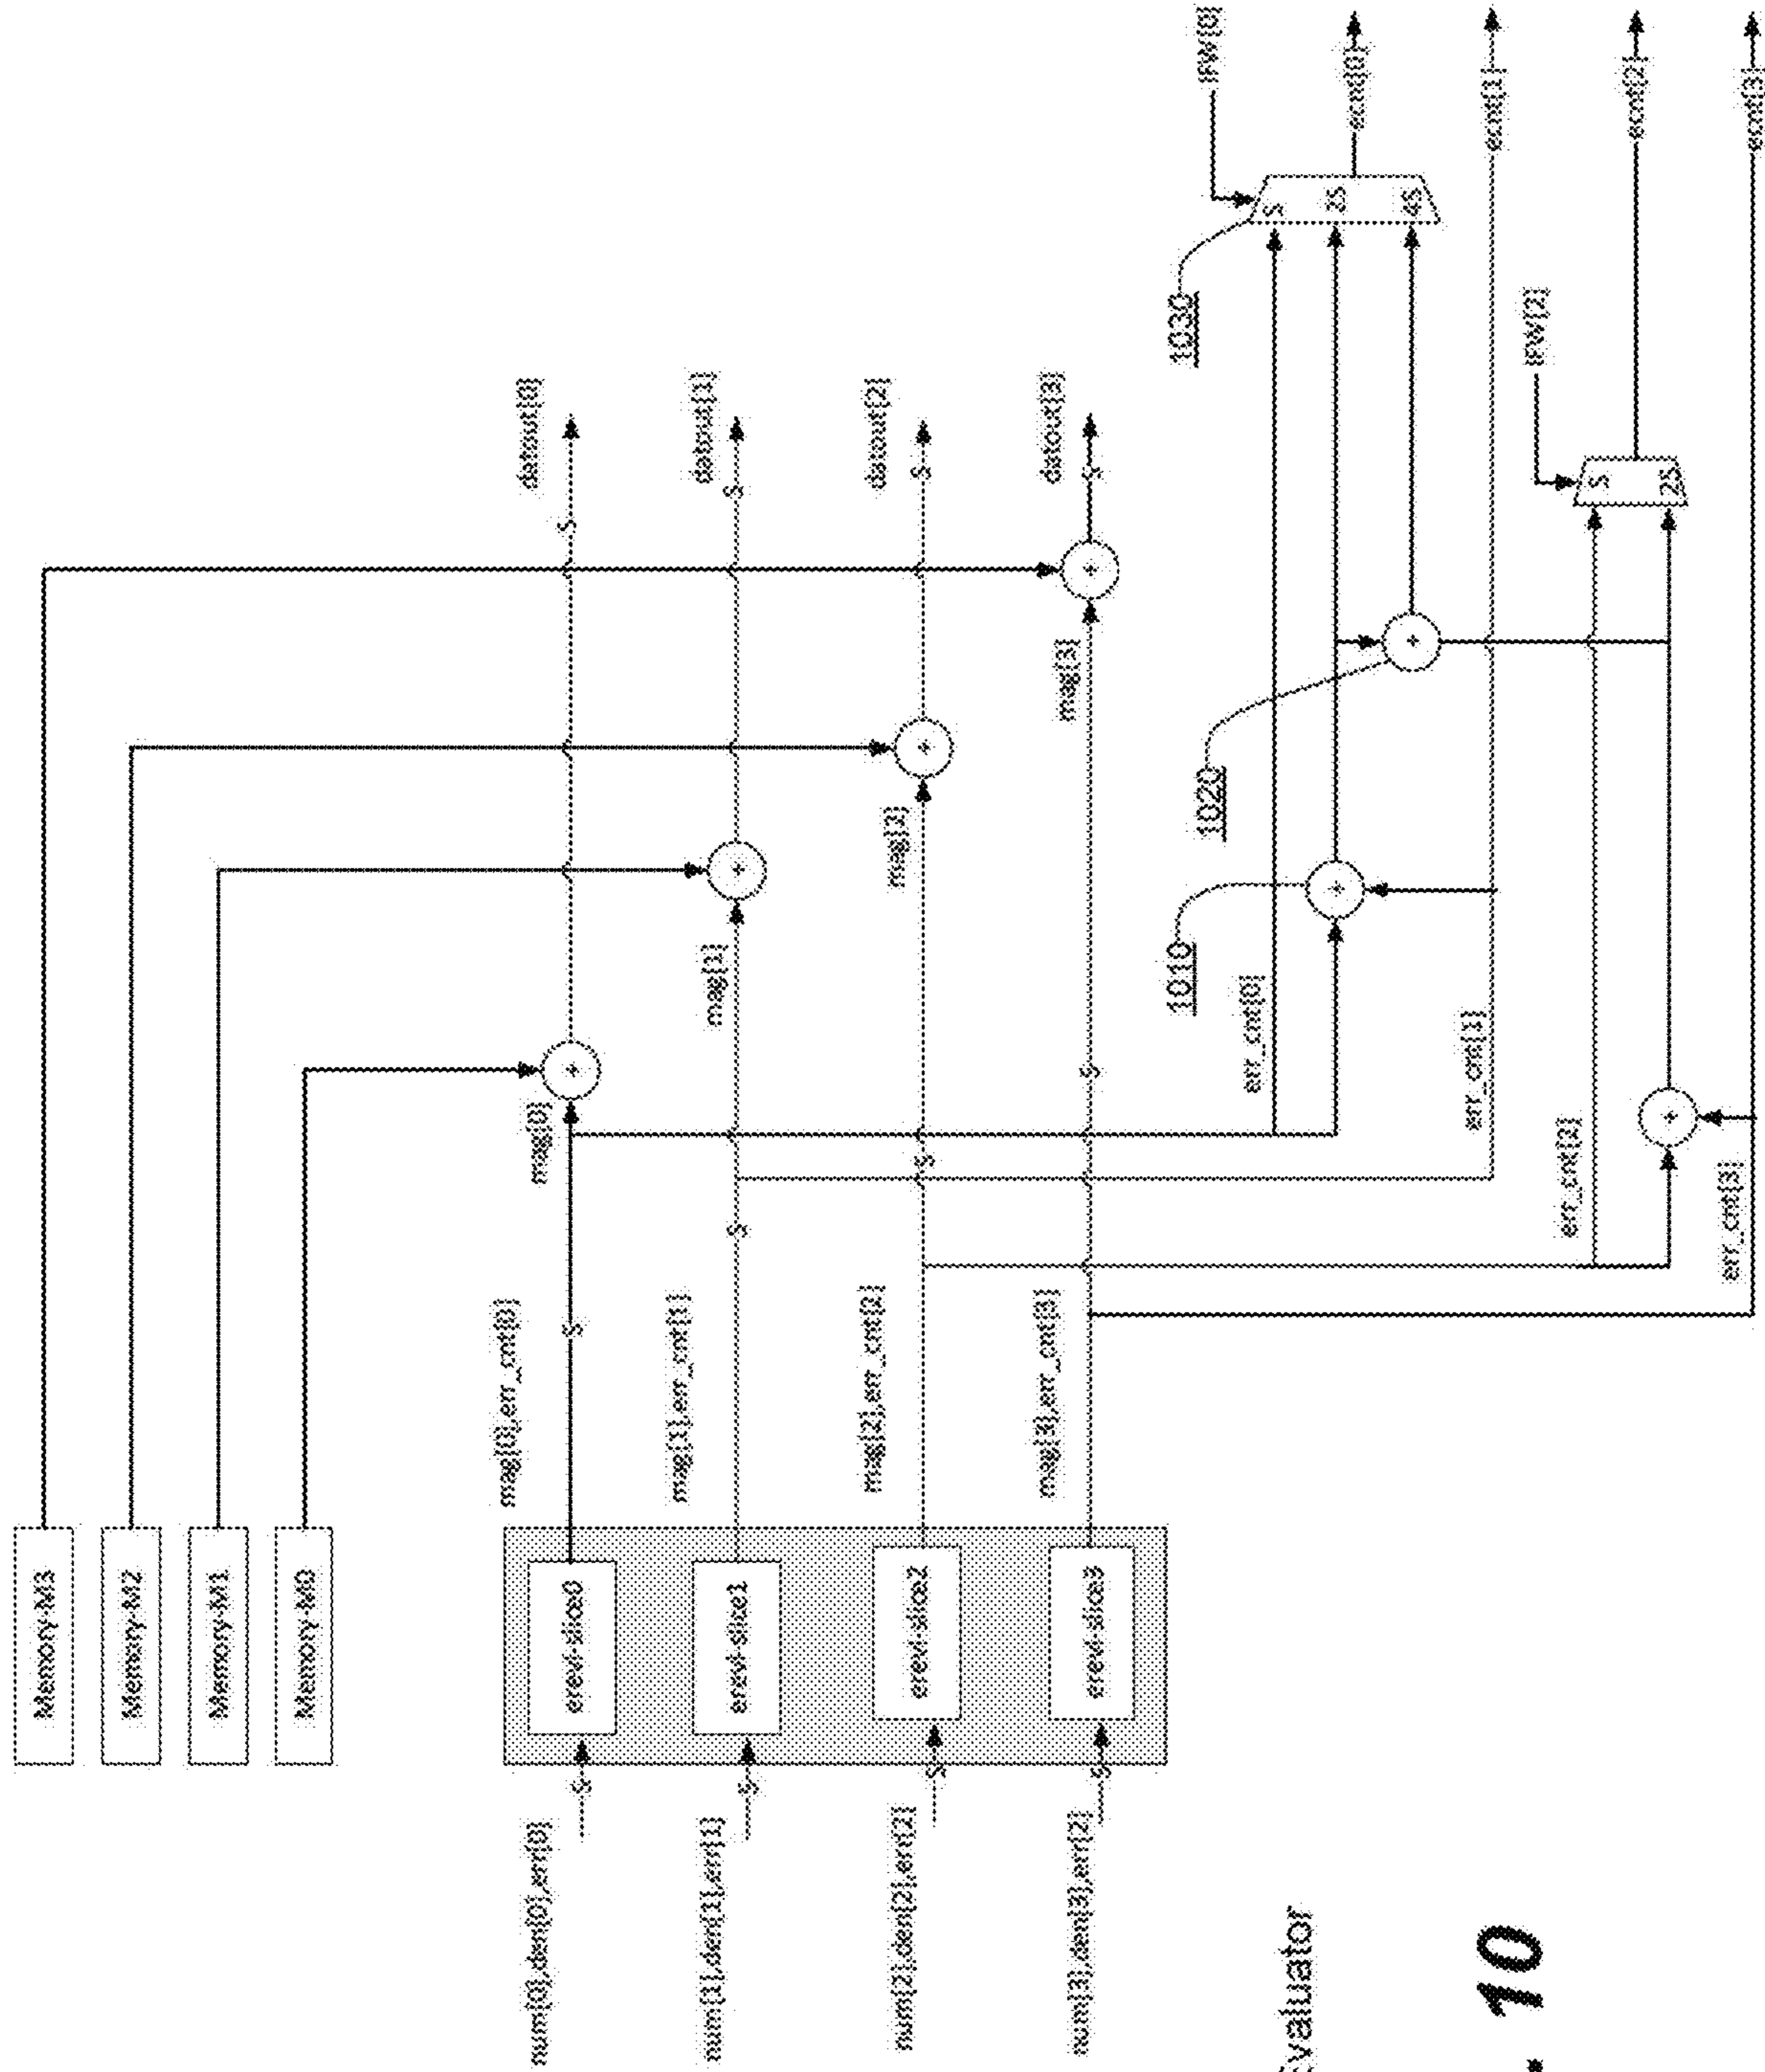 Memory-M3
Memory-M2
Memory-M1
Memory-M0
num[0],den[0],err[0]
S
erevl-slice0
mag[0],err_cnt[0]
S
mag[0]
S
datout[0]
num[1],den[1],err[1]
S
erevl-slice1
mag[1],err_cnt[1]
S
mag[1]
S
datout[1]
num[2],den[2],err[2]
S
erevl-slice2
mag[2],err_cnt[2]
S
mag[3]
S
datout[2]
num[3],den[3],err[2]
S
erevl-slice3
mag[3],err_cnt[3]
S
mag[3]
S
datout[3]
1010
1020
1030
IFW[0]
err_cnt[0]
S
2S
4S
ecnt[0]
err_cnt[1]
ecnt[1]
IFW[2]
err_cnt[2]
S
2S
ecnt[2]
err_cnt[3]
ecnt[3]
Evaluator
. 10